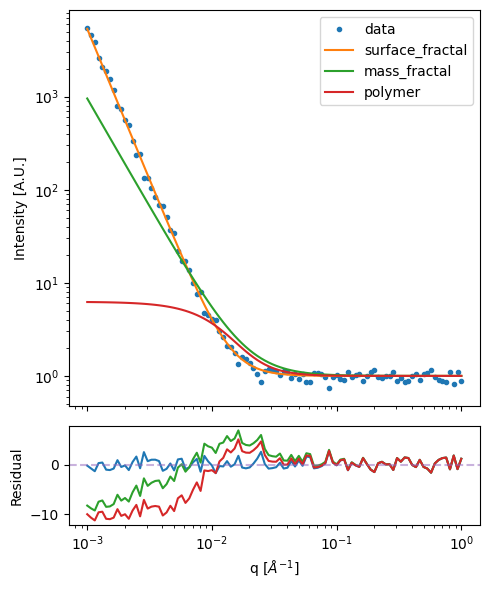 data
surface_fractal
mass_fractal
polymer
Intensity [A.U.]
10³
10²
10¹
10⁰
Residual
0
−10
10⁻³
10⁻²
10⁻¹
10⁰
q [Å⁻¹]